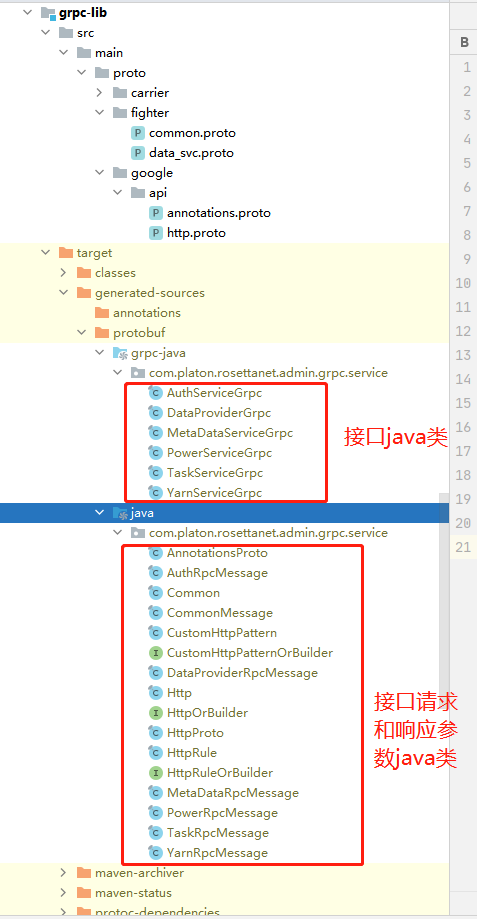 grpc-lib
B
src
1
main
2
proto
3
carrier
4
fighter
common.proto
5
data_svc.proto
6
google
api
7
annotations.proto
8
http.proto
target
9
classes
10
generated-sources
annotations
11
protobuf
12
grpc-java
13
com.platon.rosettanet.admin.grpc.service
14
AuthServiceGrpc
15
DataProviderGrpc
MetaDataServiceGrpc
接口java类
16
PowerServiceGrpc
17
TaskServiceGrpc
18
YarnServiceGrpc
19
java
20
com.platon.rosettanet.admin.grpc.service
21
AnnotationsProto
AuthRpcMessage
Common
CommonMessage
CustomHttpPattern
CustomHttpPatternOrBuilder
DataProviderRpcMessage
Http
HttpOrBuilder
HttpProto
HttpRule
HttpRuleOrBuilder
MetaDataRpcMessage
PowerRpcMessage
TaskRpcMessage
YarnRpcMessage
接口请求
和响应参
数java类
maven-archiver
maven-status
protoc-dependencies